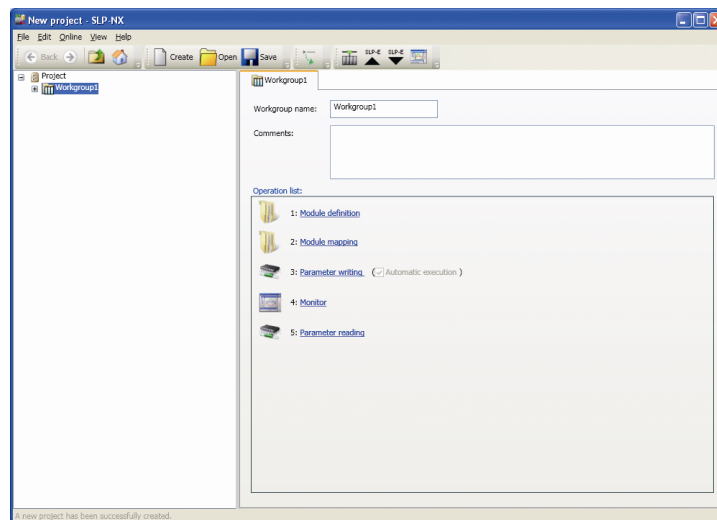 New project - SLP-NX
File Edit Online View Help
Back Create Open Save SLP-E SLP-E
Project
Workgroup1
Workgroup1
Workgroup name: Workgroup1
Comments:
Operation list:
1: Module definition
2: Module mapping
3: Parameter writing ( Automatic execution )
4: Monitor
5: Parameter reading
A new project has been successfully created.